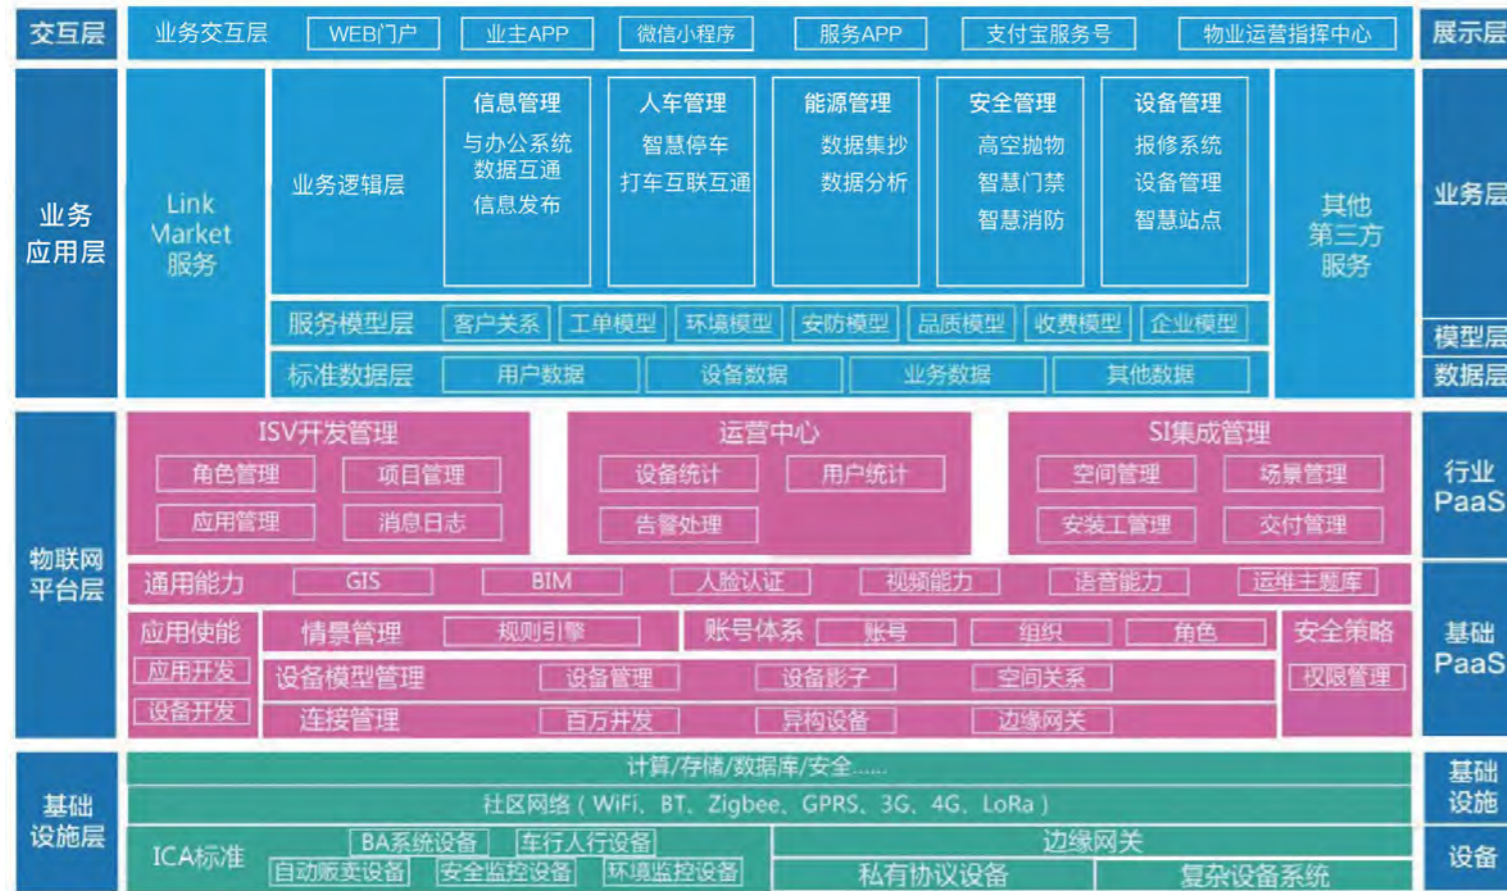 交互层
业务交互层 WEB门户 业主APP 微信小程序 服务APP 支付宝服务号 物业运营指挥中心
展示层
业务
应用层
Link
Market
服务
业务逻辑层
信息管理
与办公系统
数据互通
信息发布
人车管理
智慧停车
打车互联互通
能源管理
数据集抄
数据分析
安全管理
高空抛物
智慧门禁
智慧消防
设备管理
报修系统
设备管理
智慧站点
其他
第三方
服务
业务层
服务模型层 客户关系 工单模型 环境模型 安防模型 品质模型 收费模型 企业模型
模型层
标准数据层 用户数据 设备数据 业务数据 其他数据
数据层
物联网
平台层
ISV开发管理
角色管理 项目管理
应用管理 消息日志
运营中心
设备统计 用户统计
告警处理
SI集成管理
空间管理 场景管理
安装工管理 交付管理
行业
PaaS
通用能力 GIS BIM 人脸认证 视频能力 语音能力 运维主题库
应用使能
应用开发
设备开发
情景管理 规则引擎
账号体系 账号 组织 角色
设备模型管理 设备管理 设备影子 空间关系
连接管理 百万并发 异构设备 边缘网关
安全策略
权限管理
基础
PaaS
基础
设施层
计算/存储/数据库/安全......
社区网络（WiFi、BT、Zigbee、GPRS、3G、4G、LoRa）
基础
设施
ICA标准
BA系统设备 车行人行设备
自动贩卖设备 安全监控设备 环境监控设备
边缘网关
私有协议设备 复杂设备系统
设备